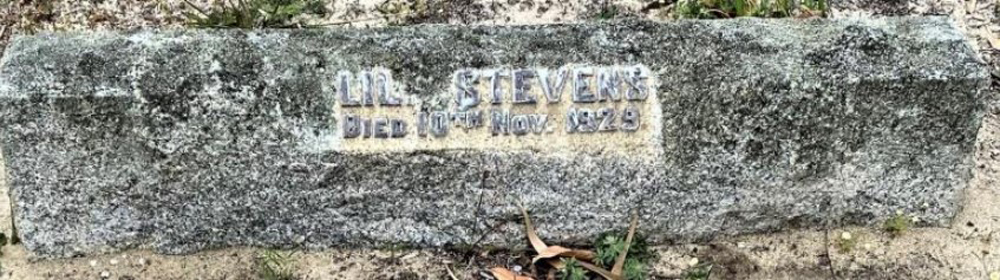 LIL. STEVENS
DIED 10TH NOV. 1929